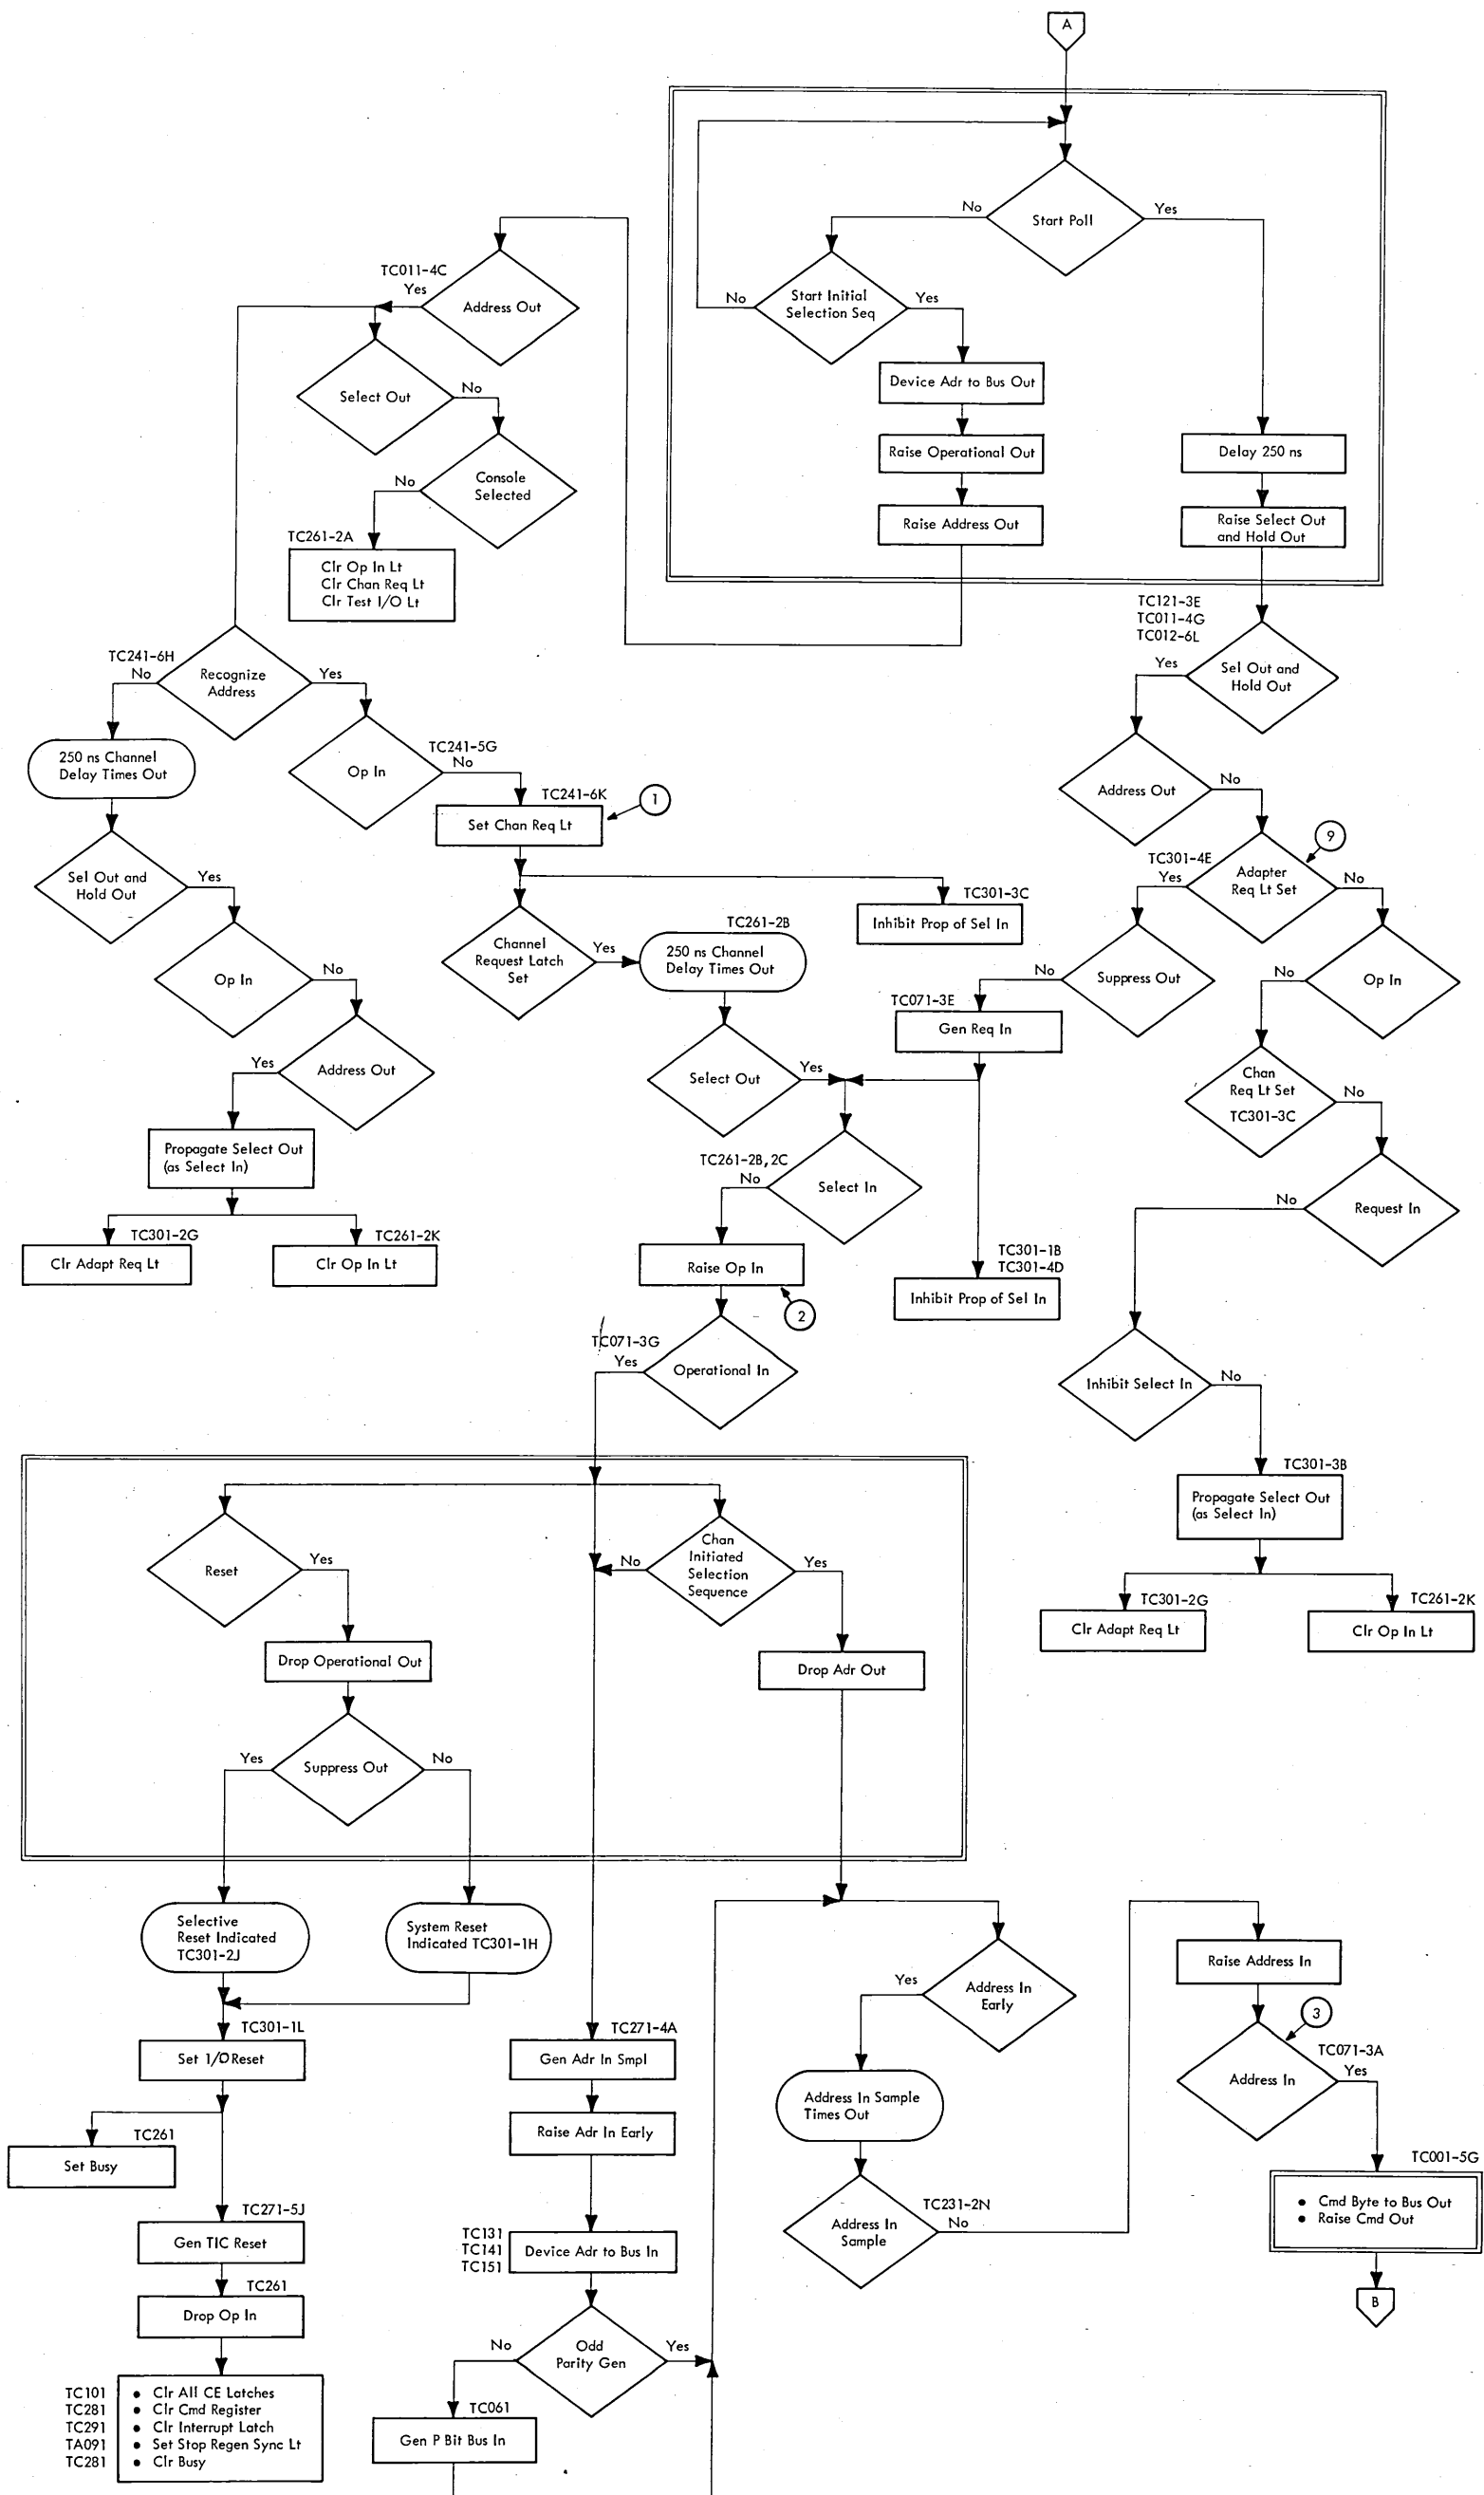 A
Start Poll
No
Yes
Start Initial
Selection Seq
No
Yes
Device Adr to Bus Out
Raise Operational Out
Raise Address Out
Delay 250 ns
Raise Select Out
and Hold Out
TC011-4C
Yes
Address Out
Select Out
No
Console
Selected
No
TC261-2A
Clr Op In Lt
Clr Chan Req Lt
Clr Test I/O Lt
TC121-3E
TC011-4G
TC012-6L
Yes
Sel Out and
Hold Out
TC241-6H
No
Recognize
Address
Yes
250 ns Channel
Delay Times Out
Op In
TC241-5G
No
TC241-6K
Set Chan Req Lt
1
Address Out
No
9
TC301-4E
Yes
Adapter
Req Lt Set
No
Sel Out and
Hold Out
Yes
Op In
No
Address Out
Yes
Propagate Select Out
(as Select In)
TC301-2G
Clr Adapt Req Lt
TC261-2K
Clr Op In Lt
Channel
Request Latch
Set
Yes
TC261-2B
250 ns Channel
Delay Times Out
TC301-3C
Inhibit Prop of Sel In
Suppress Out
No
TC071-3E
Gen Req In
Op In
No
Select Out
Yes
Chan
Req Lt Set
TC301-3C
No
TC261-2B,2C
No
Select In
Raise Op In
2
TC301-1B
TC301-4D
Inhibit Prop of Sel In
Request In
No
TC071-3G
Yes
Operational In
Inhibit Select In
No
TC301-3B
Propagate Select Out
(as Select In)
TC301-2G
Clr Adapt Req Lt
TC261-2K
Clr Op In Lt
Reset
Yes
Drop Operational Out
Suppress Out
Yes
No
Chan
Initiated
Selection
Sequence
No
Yes
Drop Adr Out
Selective
Reset Indicated
TC301-2J
System Reset
Indicated TC301-1H
TC301-1L
Set I/O Reset
TC261
Set Busy
TC271-5J
Gen TIC Reset
TC261
Drop Op In
TC101 • Clr All CE Latches
TC281 • Clr Cmd Register
TC291 • Clr Interrupt Latch
TA091 • Set Stop Regen Sync Lt
TC281 • Clr Busy
TC271-4A
Gen Adr In Smpl
Raise Adr In Early
TC131
TC141
TC151
Device Adr to Bus In
Odd
Parity Gen
No
Yes
TC061
Gen P Bit Bus In
Address In
Early
Yes
Address In Sample
Times Out
Address In
Sample
TC231-2N
No
Raise Address In
3
Address In
TC071-3A
Yes
TC001-5G
• Cmd Byte to Bus Out
• Raise Cmd Out
B